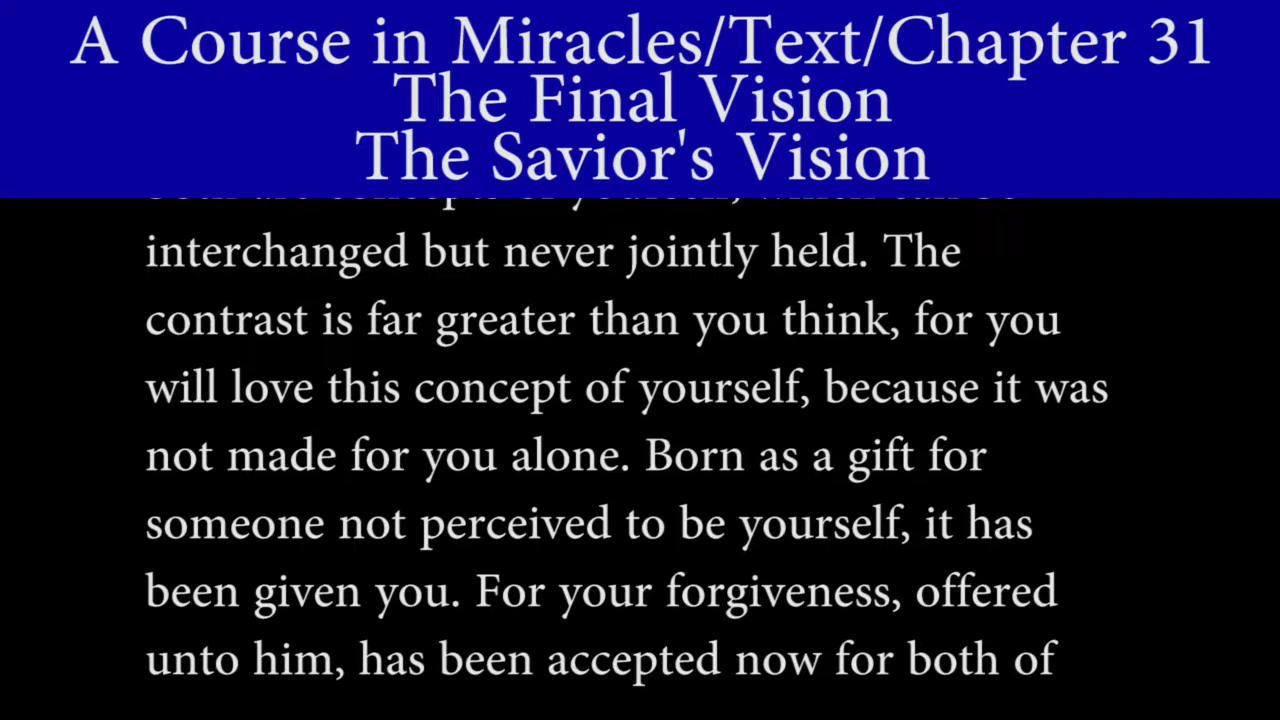 A Course in Miracles/Text/Chapter 31
The Final Vision
The Savior's Vision
interchanged but never jointly held. The
contrast is far greater than you think, for you
will love this concept of yourself, because it was
not made for you alone. Born as a gift for
someone not perceived to be yourself, it has
been given you. For your forgiveness, offered
unto him, has been accepted now for both of